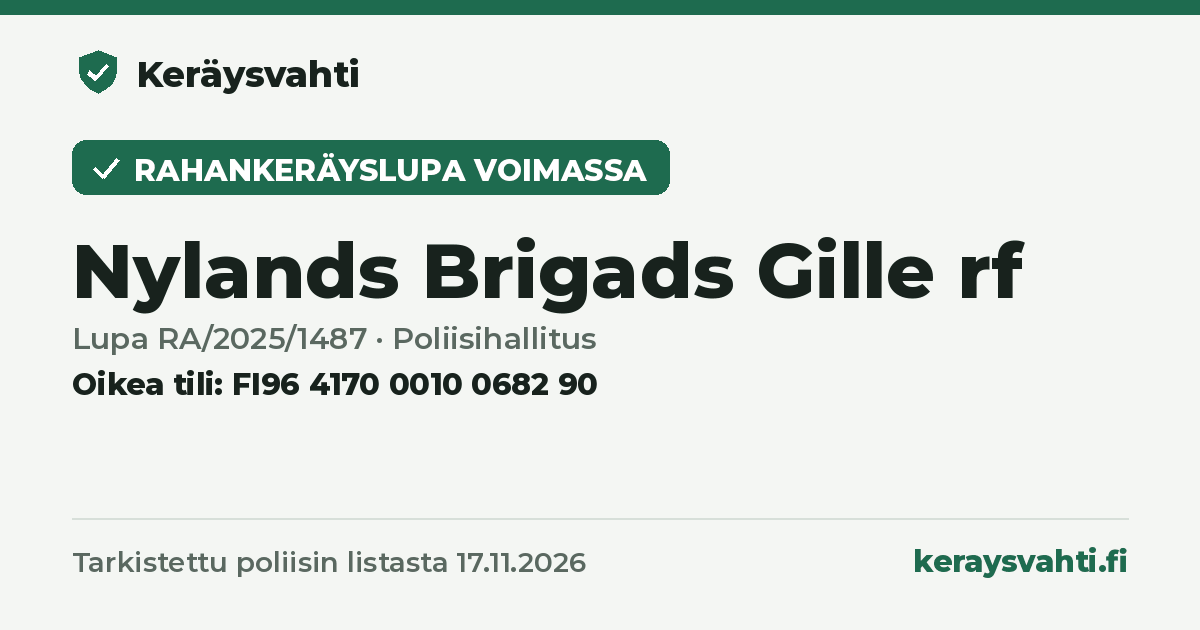 Keräysvahti
RAHANKERÄYSLUPA VOIMASSA
Nylands Brigads Gille rf
Lupa RA/2025/1487 · Poliisihallitus
Oikea tili: FI96 4170 0010 0682 90
Tarkistettu poliisin listasta 17.11.2026
keraysvahti.fi